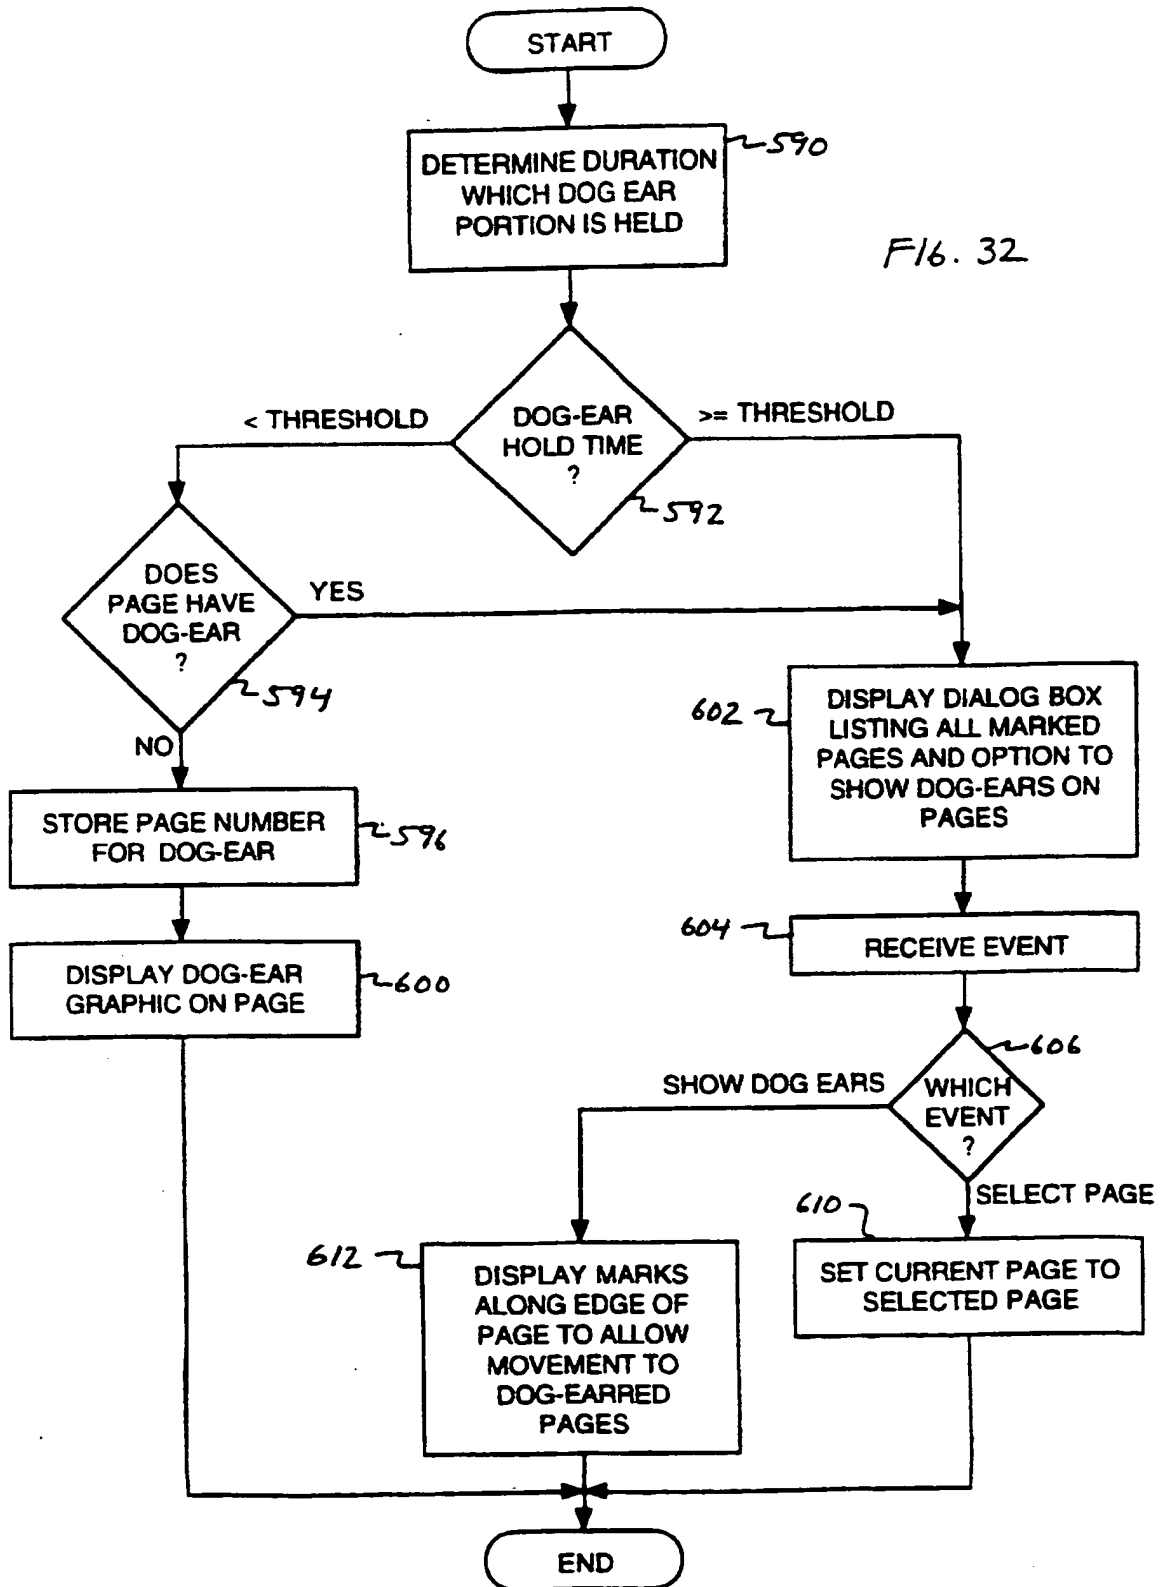 START
DETERMINE DURATION
WHICH DOG EAR
PORTION IS HELD
590
FIG. 32
DOG-EAR
HOLD TIME
?
592
< THRESHOLD
>= THRESHOLD
DOES
PAGE HAVE
DOG-EAR
?
594
YES
NO
STORE PAGE NUMBER
FOR DOG-EAR
596
DISPLAY DOG-EAR
GRAPHIC ON PAGE
600
602
DISPLAY DIALOG BOX
LISTING ALL MARKED
PAGES AND OPTION TO
SHOW DOG-EARS ON
PAGES
604
RECEIVE EVENT
606
WHICH
EVENT
?
SHOW DOG EARS
SELECT PAGE
610
SET CURRENT PAGE TO
SELECTED PAGE
612
DISPLAY MARKS
ALONG EDGE OF
PAGE TO ALLOW
MOVEMENT TO
DOG-EARRED
PAGES
END